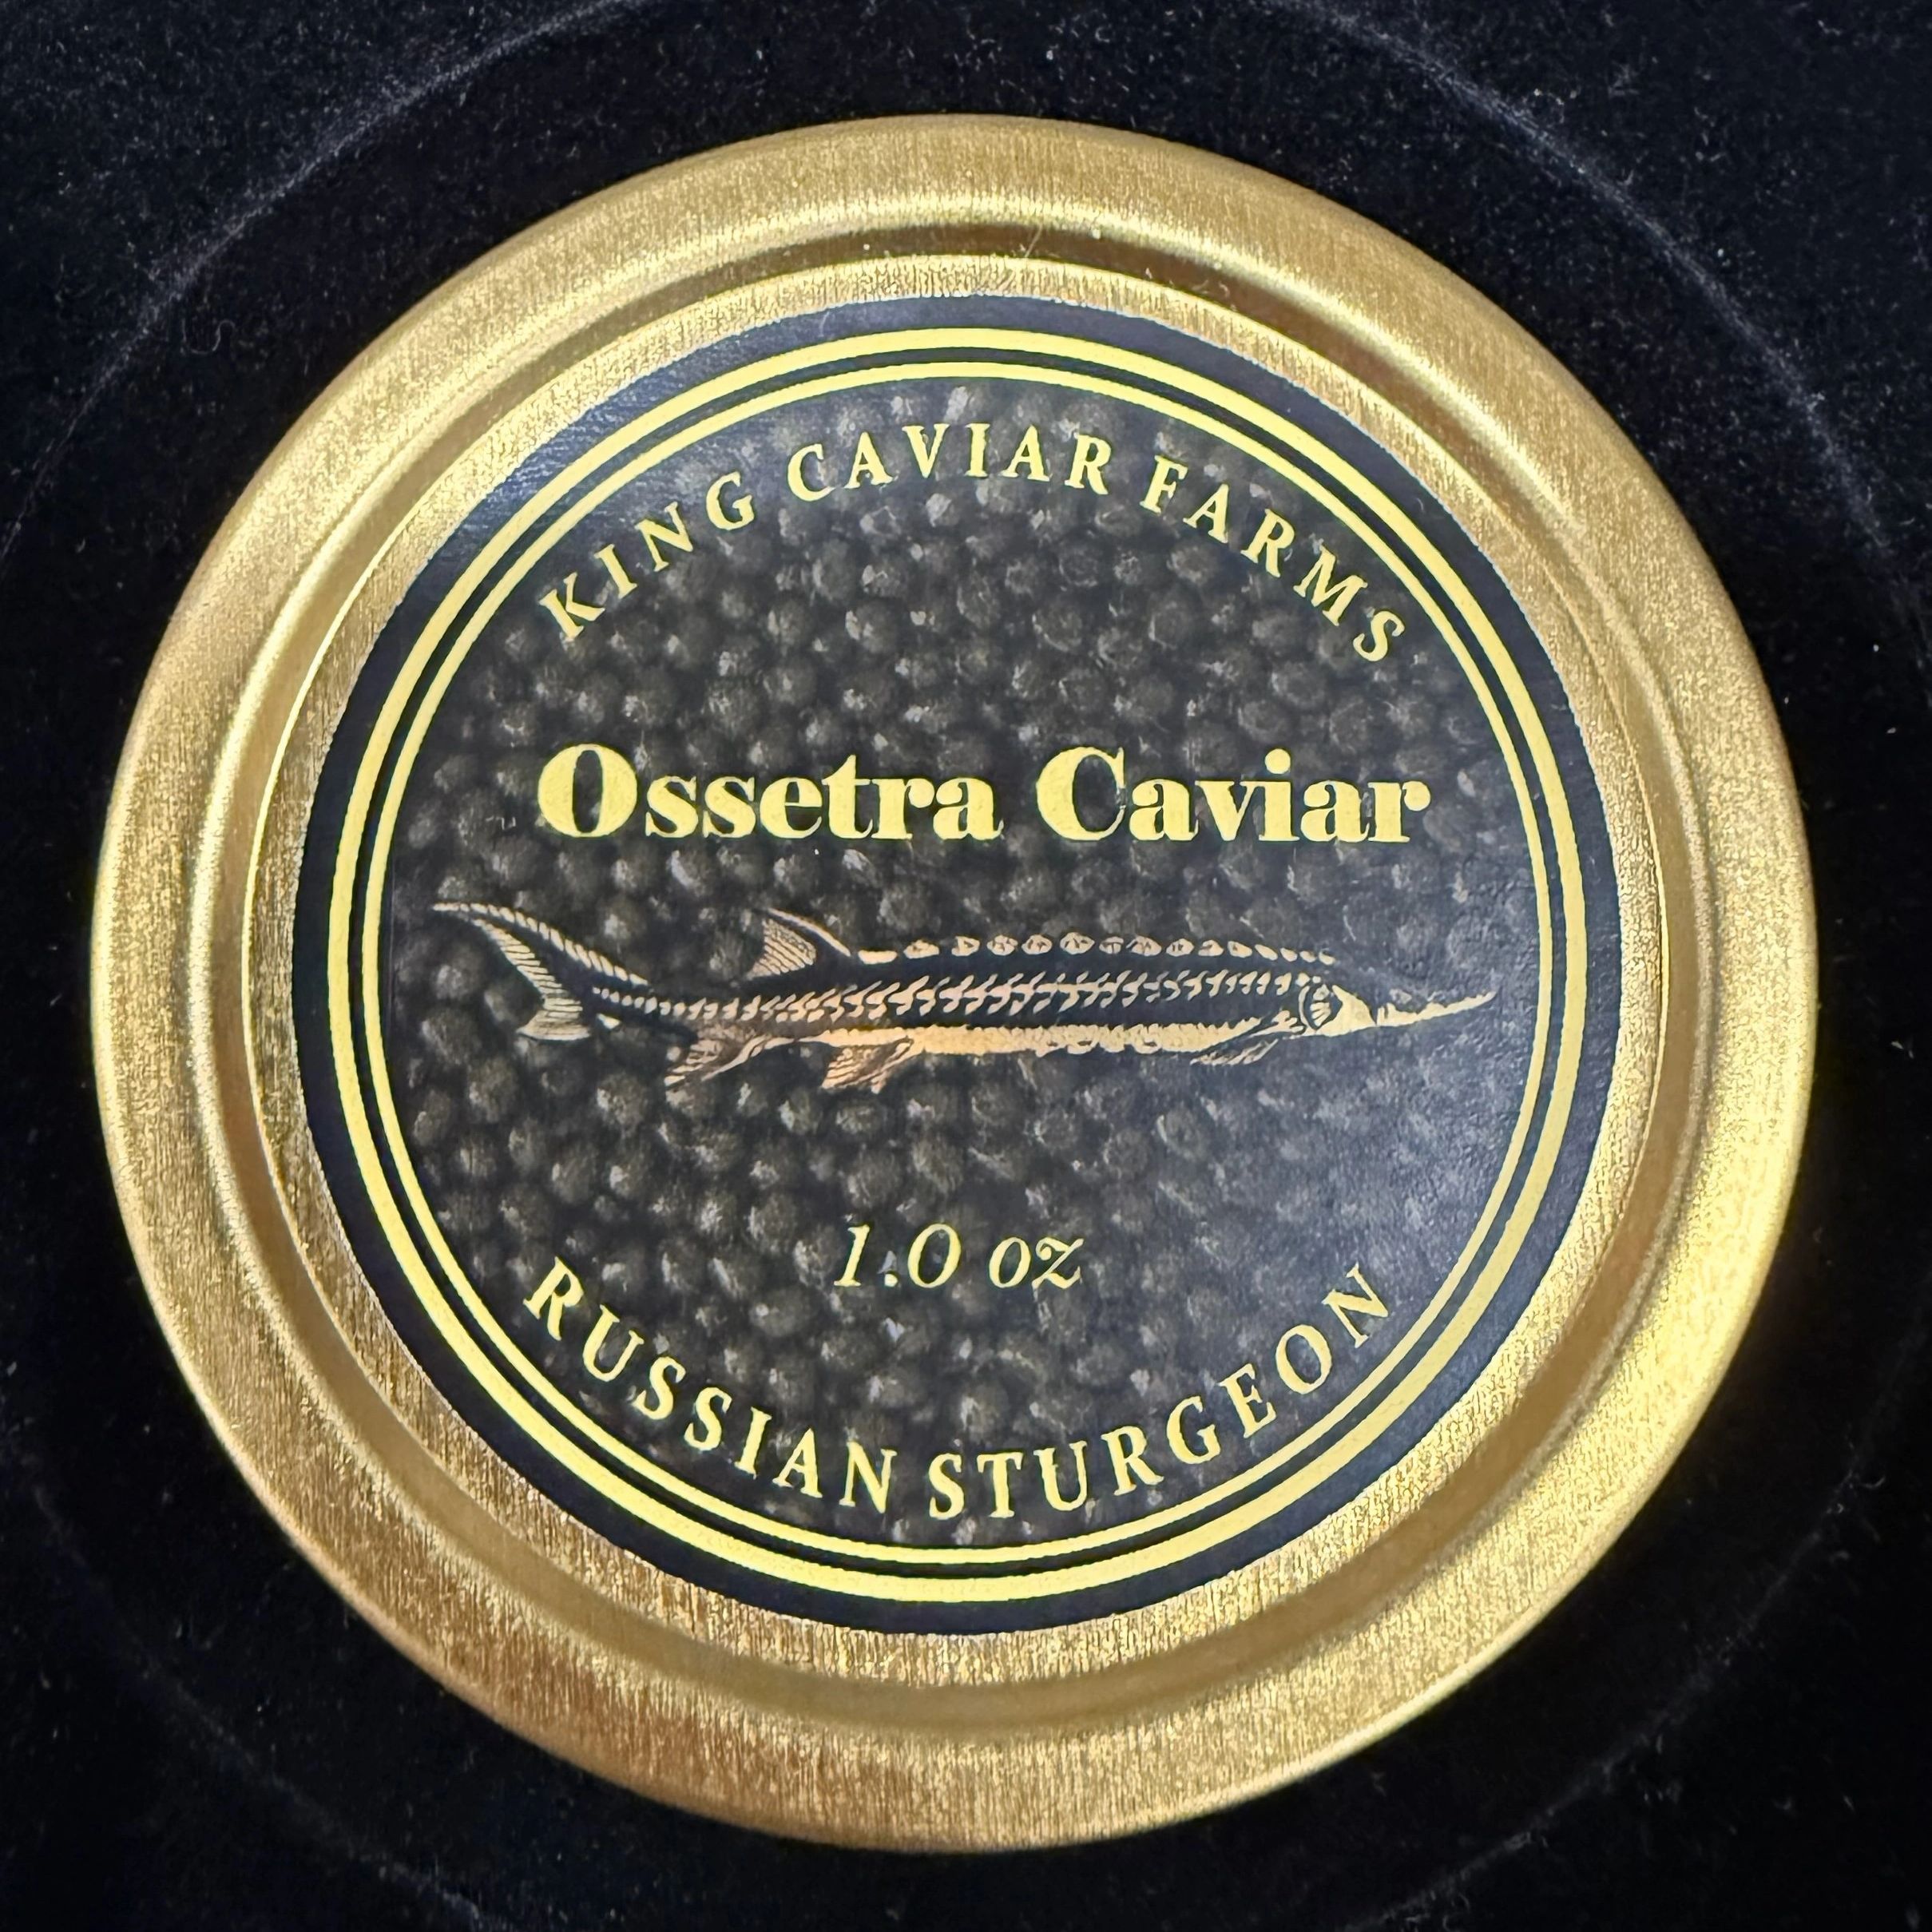 KING CAVIAR FARMS
Ossetra Caviar
1.0 oz
RUSSIAN STURGEON